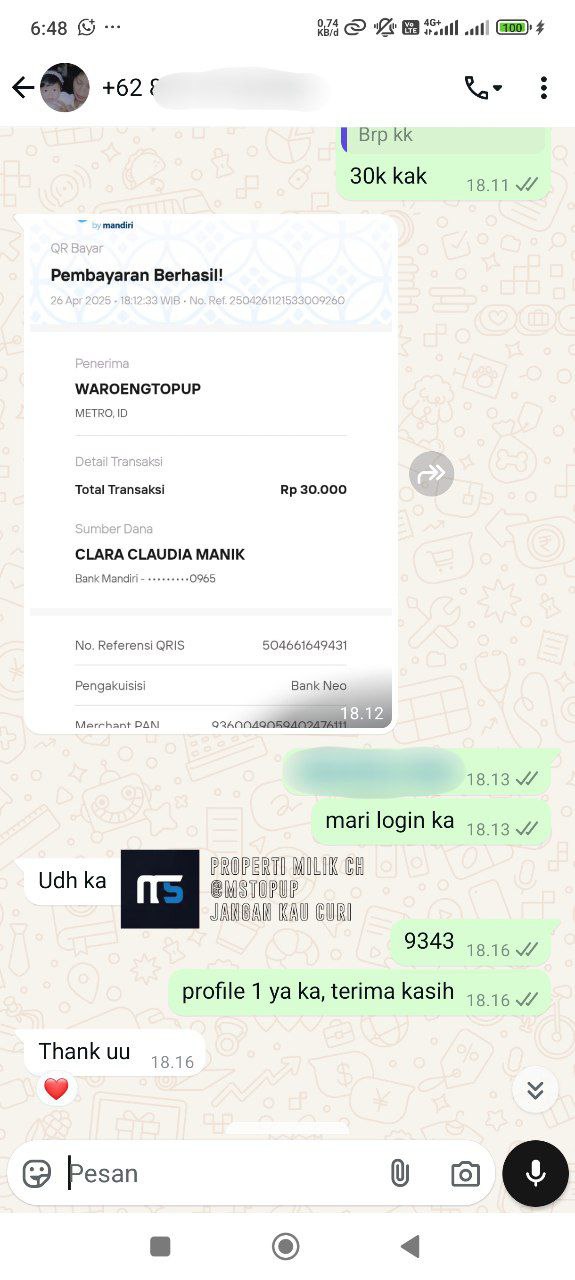 6:48
0,74
KB/d
Vo
LTE
4G+
100
+62 8
Brp kk
30k kak
18.11
by mandiri
QR Bayar
Pembayaran Berhasil!
26 Apr 2025 • 18:12:33 WIB • No. Ref. 2504261121533009260
Penerima
WAROENGTOPUP
METRO, ID
Detail Transaksi
Total Transaksi Rp 30.000
Sumber Dana
CLARA CLAUDIA MANIK
Bank Mandiri - •••••••••0965
No. Referensi QRIS 504661649431
Pengakuisisi Bank Neo
Merchant PAN 9360049059402476111
18.12
18.13
mari login ka 18.13
Udh ka
MS
PROPERTI MILIK CH
@MSTOPUP
JANGAN KAU CURI
9343 18.16
profile 1 ya ka, terima kasih 18.16
Thank uu 18.16
Pesan